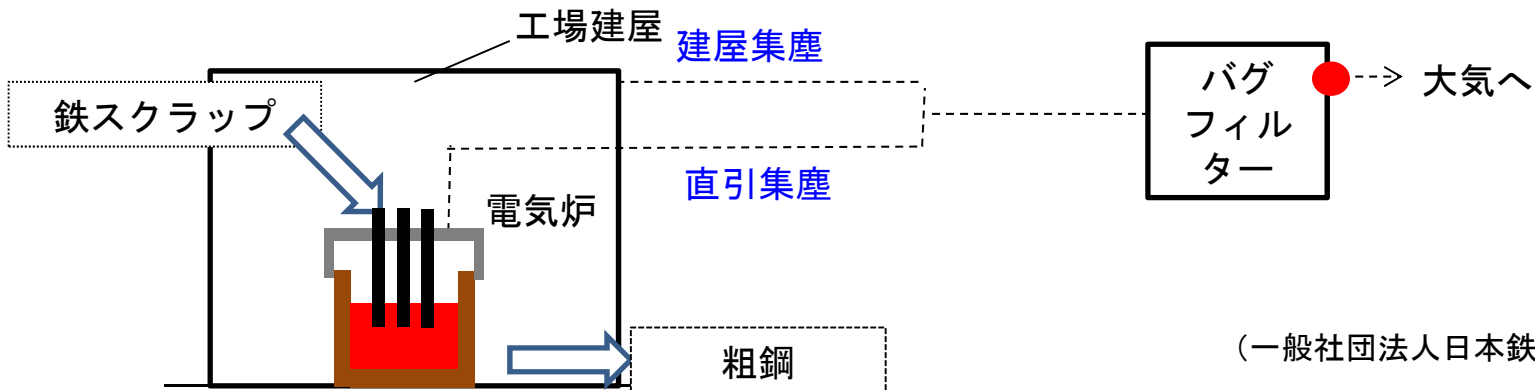 工場建屋
建屋集塵
鉄スクラップ
バグ
フィル
ター
大気へ
直引集塵
電気炉
粗鋼
（一般社団法人日本鉄